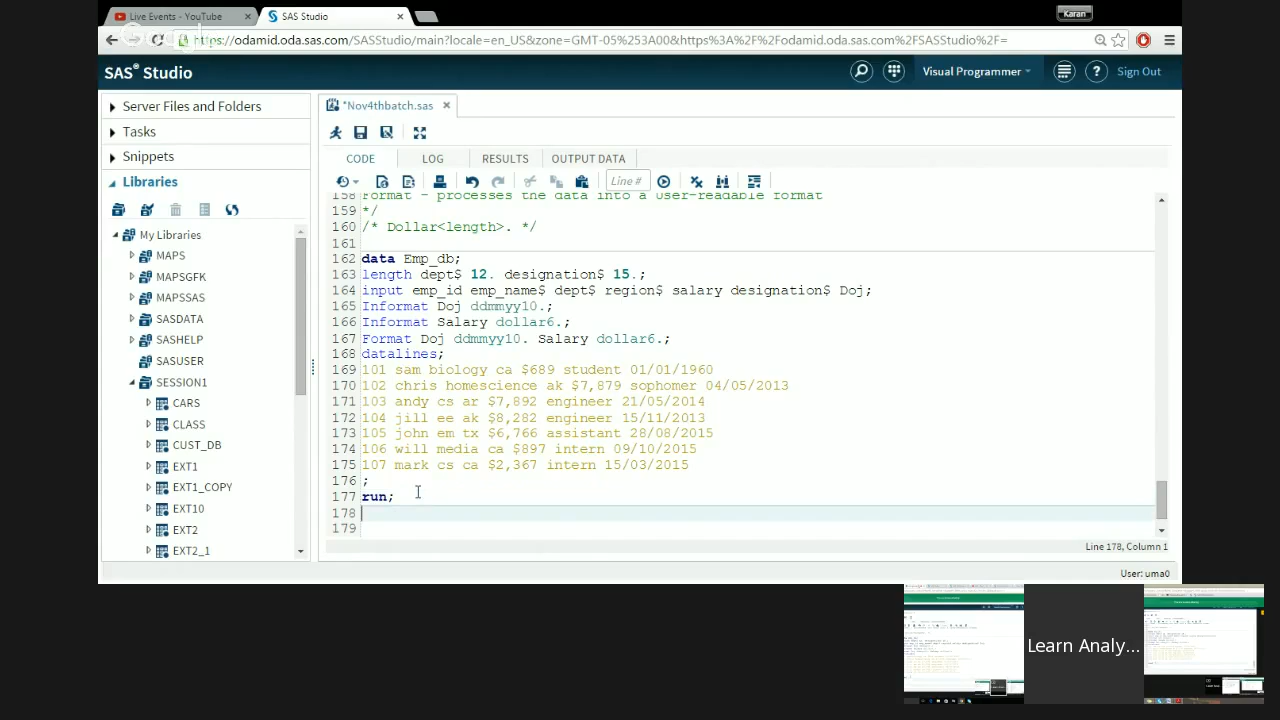 Live Events - YouTube
SAS Studio
Karan
https://odamid.oda.sas.com/SASStudio/main?locale=en_US&zone=GMT-05%253A00&https%3A%2F%2Fodamid.oda.sas.com%2FSASStudio%2F=
SAS® Studio
Visual Programmer
Sign Out
Server Files and Folders
Tasks
Snippets
Libraries
My Libraries
MAPS
MAPSGFK
MAPSSAS
SASDATA
SASHELP
SASUSER
SESSION1
CARS
CLASS
CUST_DB
EXT1
EXT1_COPY
EXT10
EXT2
EXT2_1
*Nov4thbatch.sas
CODE LOG RESULTS OUTPUT DATA
Line #
158 Format - processes the data into a user-readable format
159 */
160 /* Dollar<length>. */
161
162 data Emp_db;
163 length dept$ 12. designation$ 15.;
164 input emp_id emp_name$ dept$ region$ salary designation$ Doj;
165 Informat Doj ddmmyy10.;
166 Informat Salary dollar6.;
167 Format Doj ddmmyy10. Salary dollar6.;
168 datalines;
169 101 sam biology ca $689 student 01/01/1960
170 102 chris homescience ak $7,879 sophomer 04/05/2013
171 103 andy cs ar $7,892 engineer 21/05/2014
172 104 jill ee ak $8,282 engineer 15/11/2013
173 105 john em tx $6,766 assistant 28/08/2015
174 106 will media ca $897 intern 09/10/2015
175 107 mark cs ca $2,367 intern 15/03/2015
176 ;
177 run;
178
179
Line 178, Column 1
User: uma0
Learn Analy...